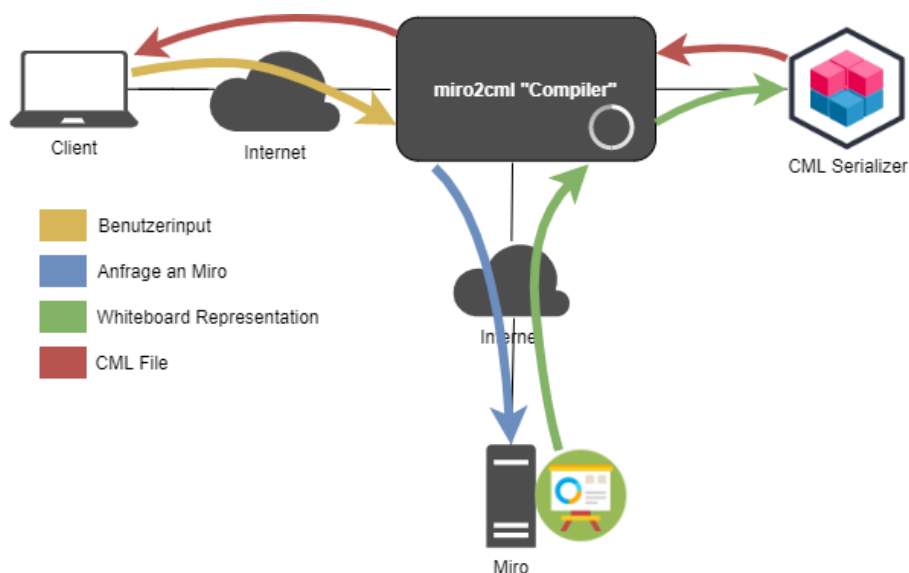 miro2cml "Compiler"
Client
Internet
CML Serializer
Benutzerinput
Anfrage an Miro
Whiteboard Representation
Internet
CML File
Miro